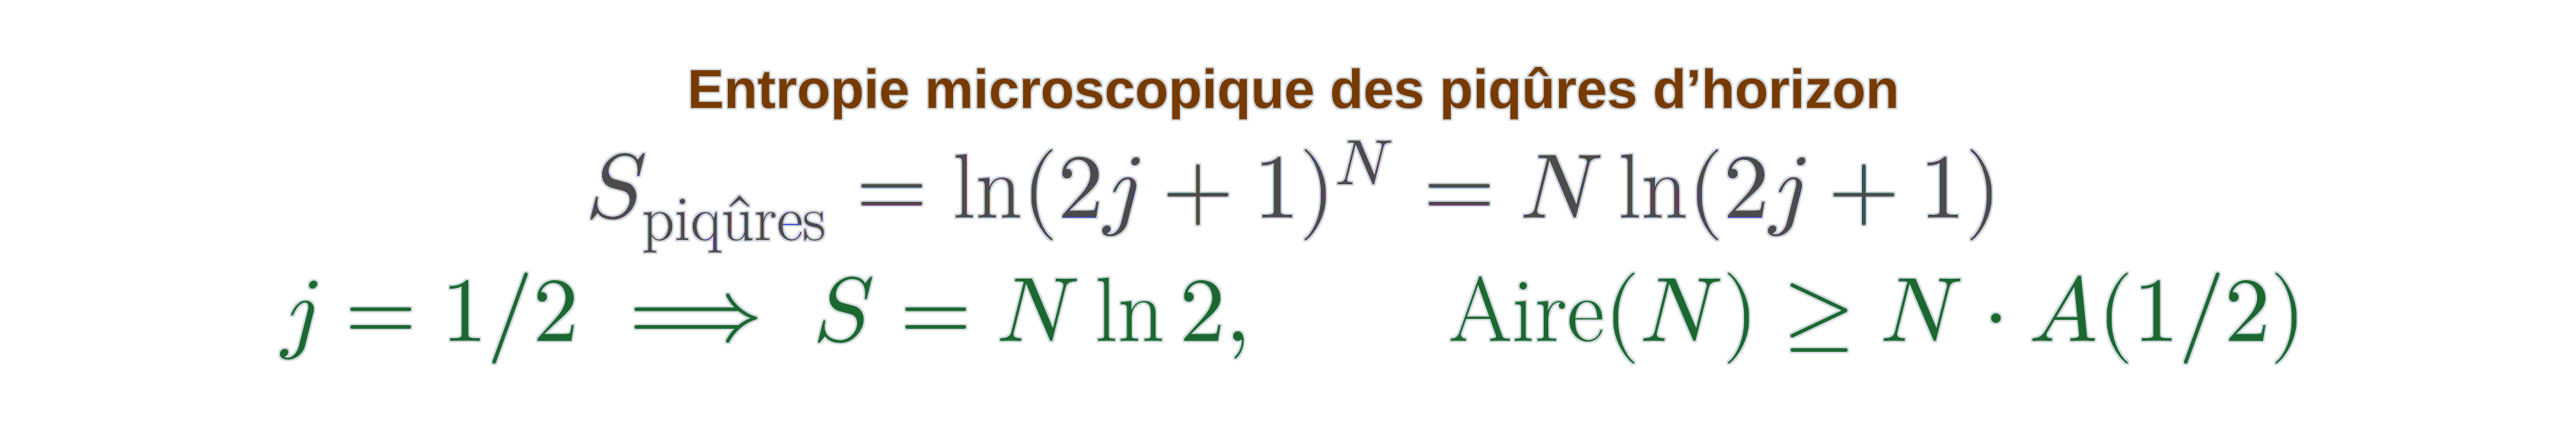 Entropie microscopique des piqûres d’horizon
S_piqûres = ln(2j + 1)^N = N ln(2j + 1)
j = 1/2 ⟹ S = N ln 2, Aire(N) ≥ N · A(1/2)